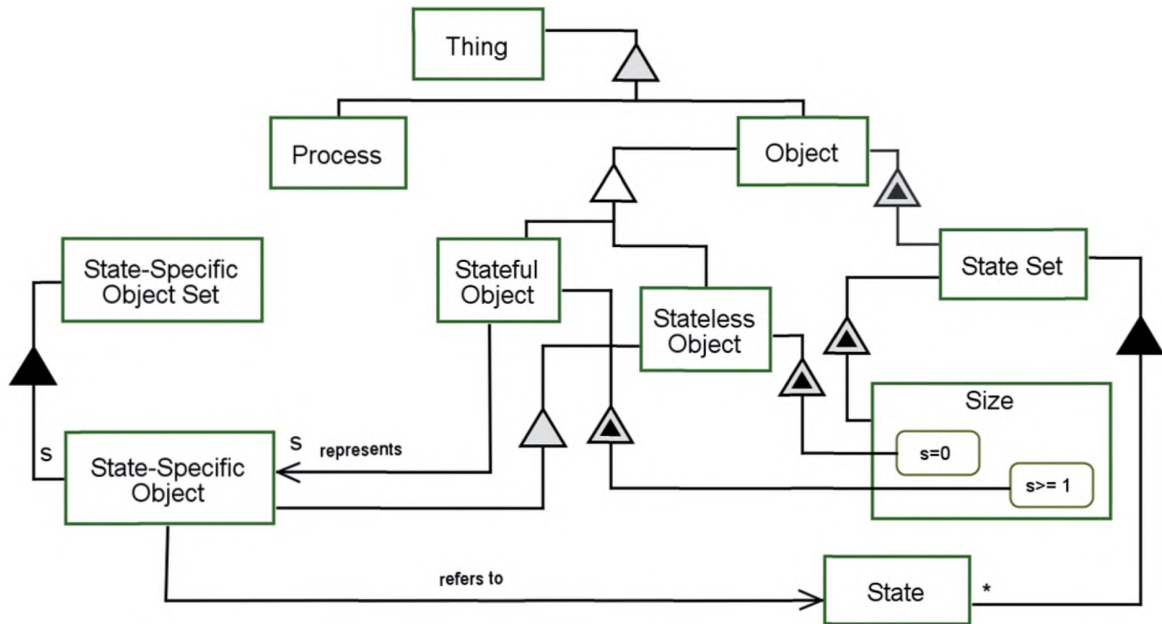 Thing
Process
Object
State-Specific
Object Set
Stateful
Object
State Set
Stateless
Object
Size
s=0
s>= 1
S
State-Specific
Object
S
represents
refers to
State
*